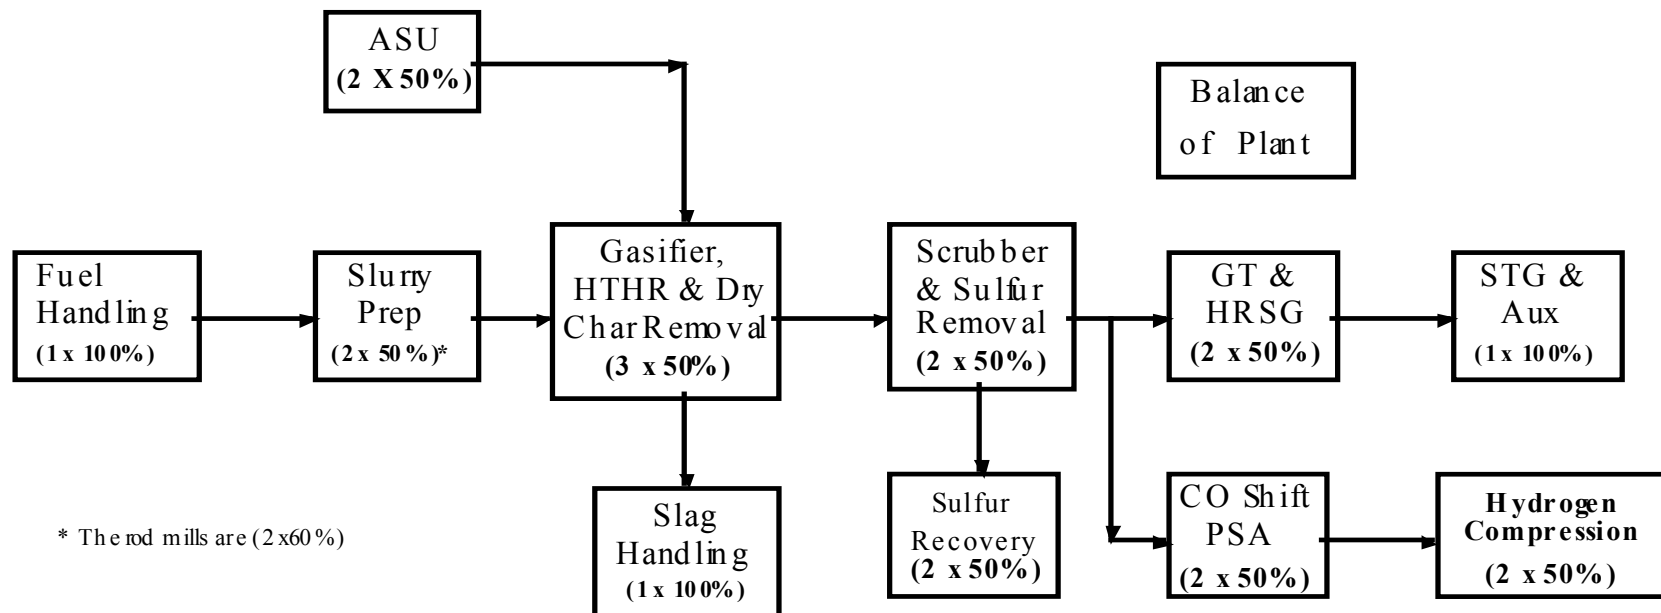 ASU
(2 X 50%)
Balance
of Plant
Fuel
Handling
(1 x 100%)
Slurry
Prep
(2 x 50%)*
Gasifier,
HTHR & Dry
Char Removal
(3 x 50%)
Scrubber
& Sulfur
Removal
(2 x 50%)
GT &
HRSG
(2 x 50%)
STG &
Aux
(1 x 100%)
Slag
Handling
(1 x 100%)
Sulfur
Recovery
(2 x 50%)
CO Shift
PSA
(2 x 50%)
Hydrogen
Compression
(2 x 50%)
* The rod mills are (2x60%)